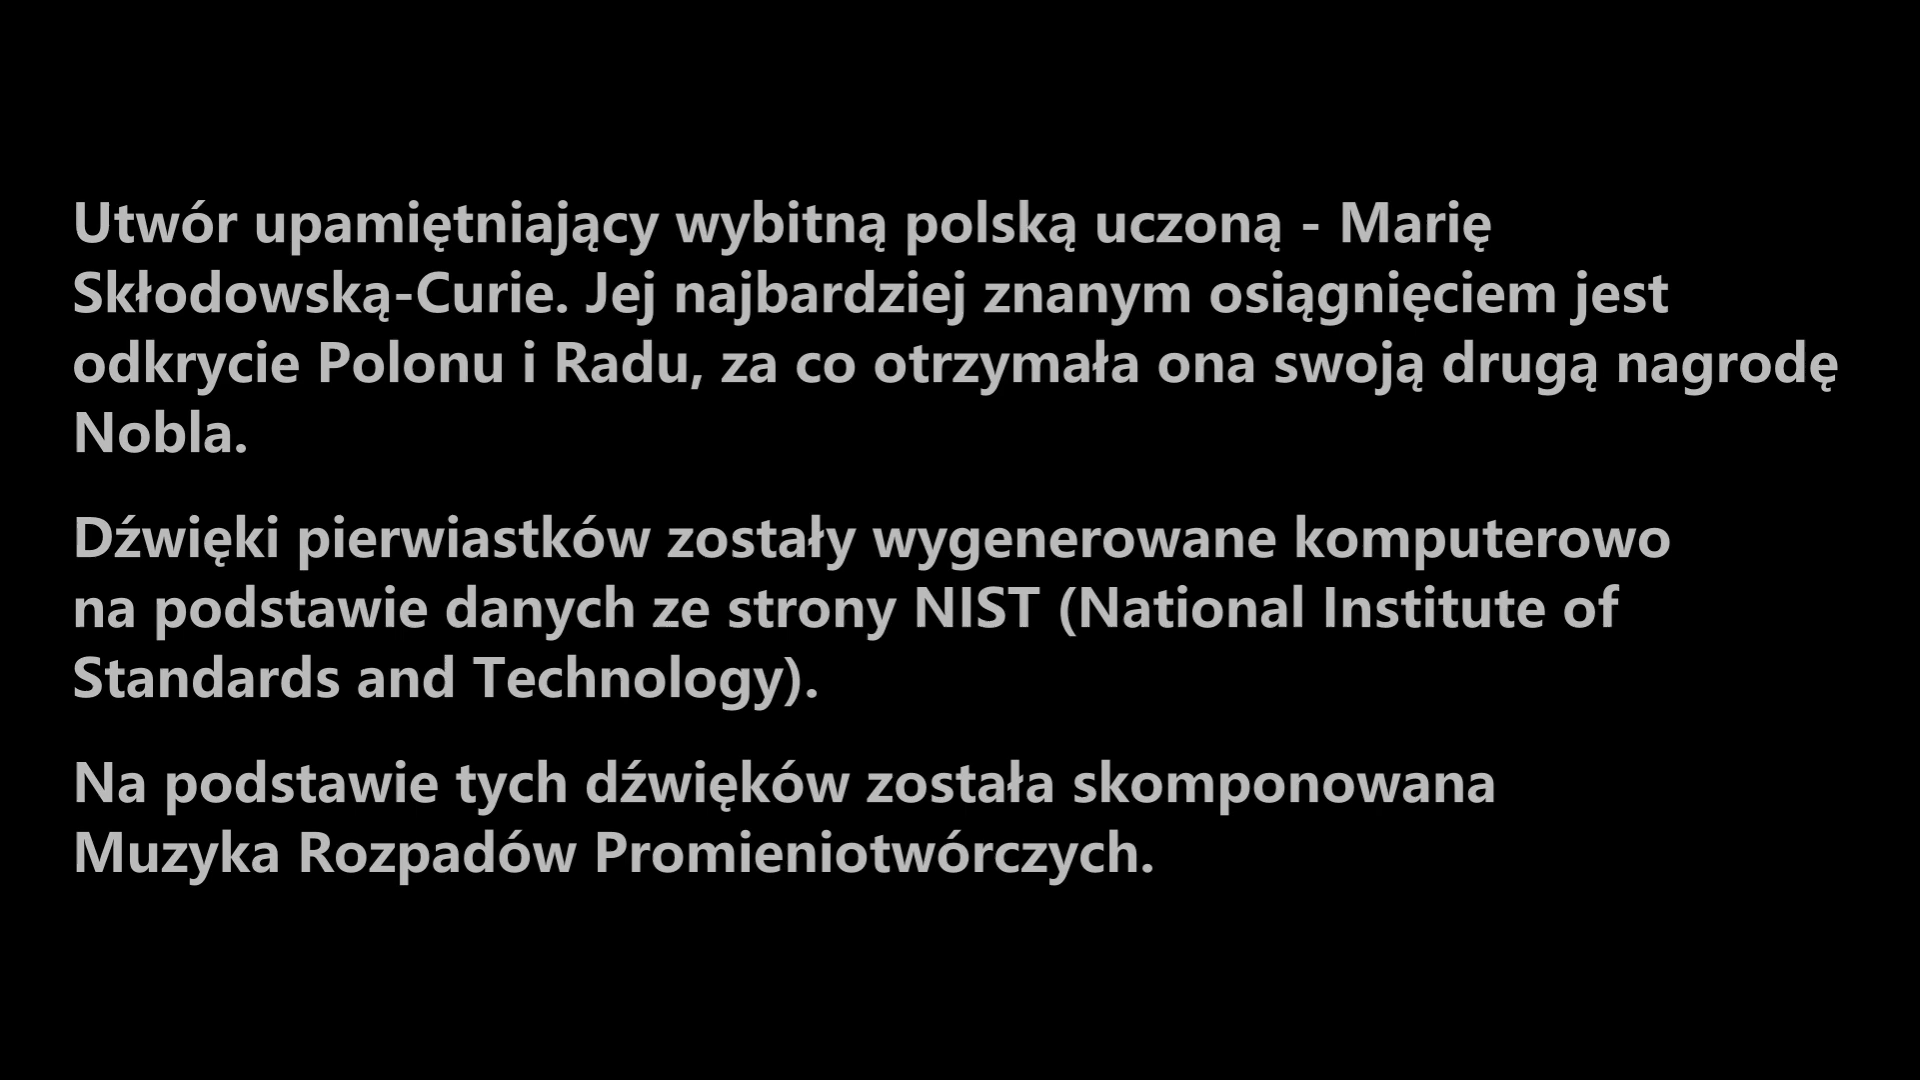 Utwór upamiętniający wybitną polską uczoną - Marię
Skłodowską-Curie. Jej najbardziej znanym osiągnięciem jest
odkrycie Polonu i Radu, za co otrzymała ona swoją drugą nagrodę
Nobla.
Dźwięki pierwiastków zostały wygenerowane komputerowo
na podstawie danych ze strony NIST (National Institute of
Standards and Technology).
Na podstawie tych dźwięków została skomponowana
Muzyka Rozpadów Promieniotwórczych.